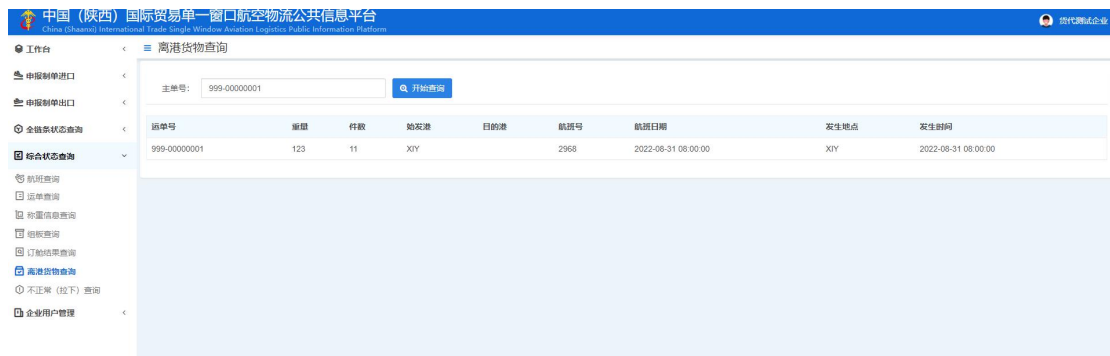 中国（陕西）国际贸易单一窗口航空物流公共信息平台
China (Shaanxi) International Trade Single Window Aviation Logistics Public Information Platform
货代测试企业
工作台
离港货物查询
申报制单进口
主单号： 999-00000001 开始查询
申报制单出口
全链条状态查询
运单号 重量 件数 始发港 目的港 航班号 航班日期 发生地点 发生时间
综合状态查询
999-00000001 123 11 XIY 2968 2022-08-31 08:00:00 XIY 2022-08-31 08:00:00
航班查询
运单查询
称重信息查询
组板查询
订舱结果查询
离港货物查询
不正常（拉下）查询
企业用户管理